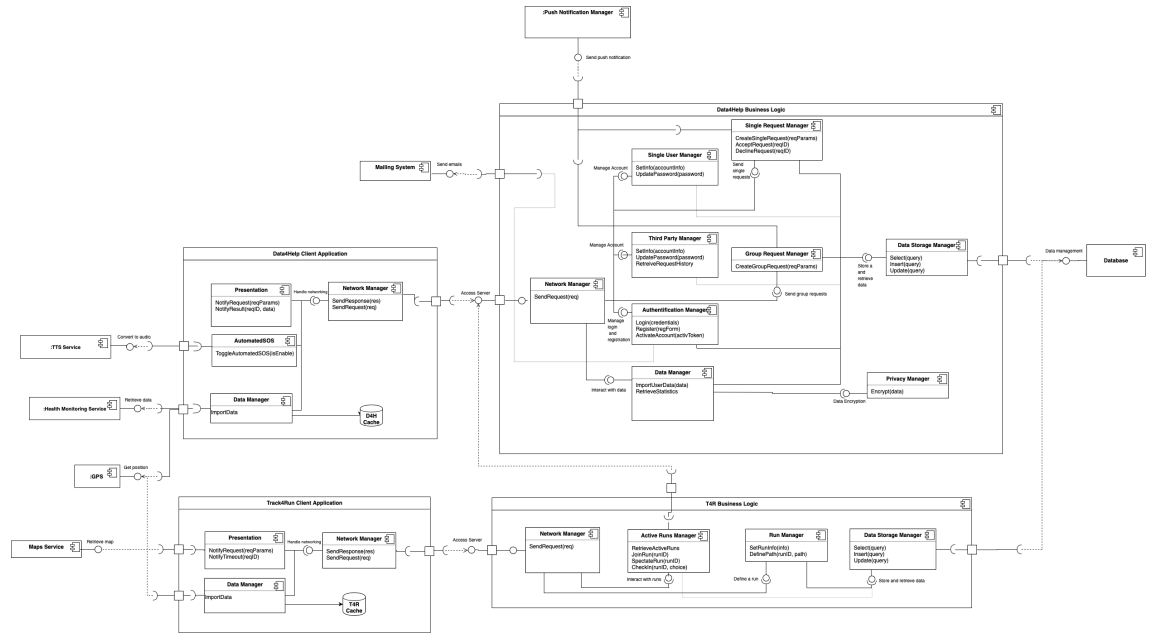 :Push Notification Manager
Send push notification
Data4Help Business Logic
Single Request Manager
CreateSingleRequest(reqParams)
AcceptRequest(reqID)
DeclineRequest(reqID)
Mailing System
Send emails
Manage Account
Single User Manager
SetInfo(accountInfo)
UpdatePassword(password)
Send
single
requests
Manage Account
Third Party Manager
SetInfo(accountInfo)
UpdatePassword(password)
RetreiveRequestHistory
Group Request Manager
CreateGroupRequest(reqParams)
Send group requests
Store a
and
retrieve
data
Data Storage Manager
Select(query)
Insert(query)
Update(query)
Data management
Database
Data4Help Client Application
Presentation
NotifyRequest(reqParams)
NotifyResult(reqID, data)
Handle networking
Network Manager
SendResponse(res)
SendRequest(req)
Access Server
Network Manager
SendRequest(req)
Manage
login
and
registration
Authentification Manager
Login(credentials)
Register(regForm)
ActivateAccount(activToken)
:TTS Service
Convert to audio
AutomatedSOS
ToggleAutomatedSOS(isEnable)
Interact with data
Data Manager
ImportUserData(data)
RetrieveStatistics
Data Encryption
Privacy Manager
Encrypt(data)
:Health Monitoring Service
Retrieve data
Data Manager
ImportData
D4H
Cache
:GPS
Get position
Track4Run Client Application
T4R Business Logic
Maps Service
Retrieve map
Presentation
NotifyRequest(reqParams)
NotifyResult(reqID)
Handle networking
Network Manager
SendResponse(res)
SendRequest(req)
Access Server
Network Manager
SendRequest(req)
Active Runs Manager
RetrieveActiveRuns
JoinRun(runID)
SpectateRun(runID)
CheckIn(runID, choice)
Interact with runs
Run Manager
SetRunInfo(info)
DefinePath(runID, path)
Define a run
Data Storage Manager
Select(query)
Insert(query)
Update(query)
Store and retrieve data
Data Manager
ImportData
T4R
Cache